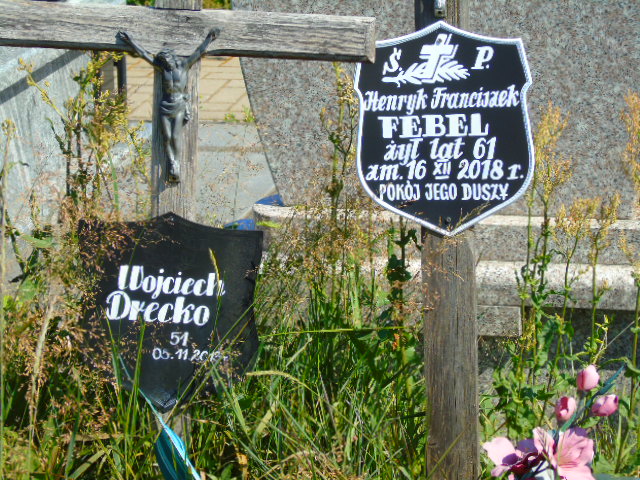 Ś. P.
Henryk Franciszek
FEBEL
żył lat 61
zm. 16 XII 2018 r.
POKÓJ JEGO DUSZY
Wojciech
Drecko
51